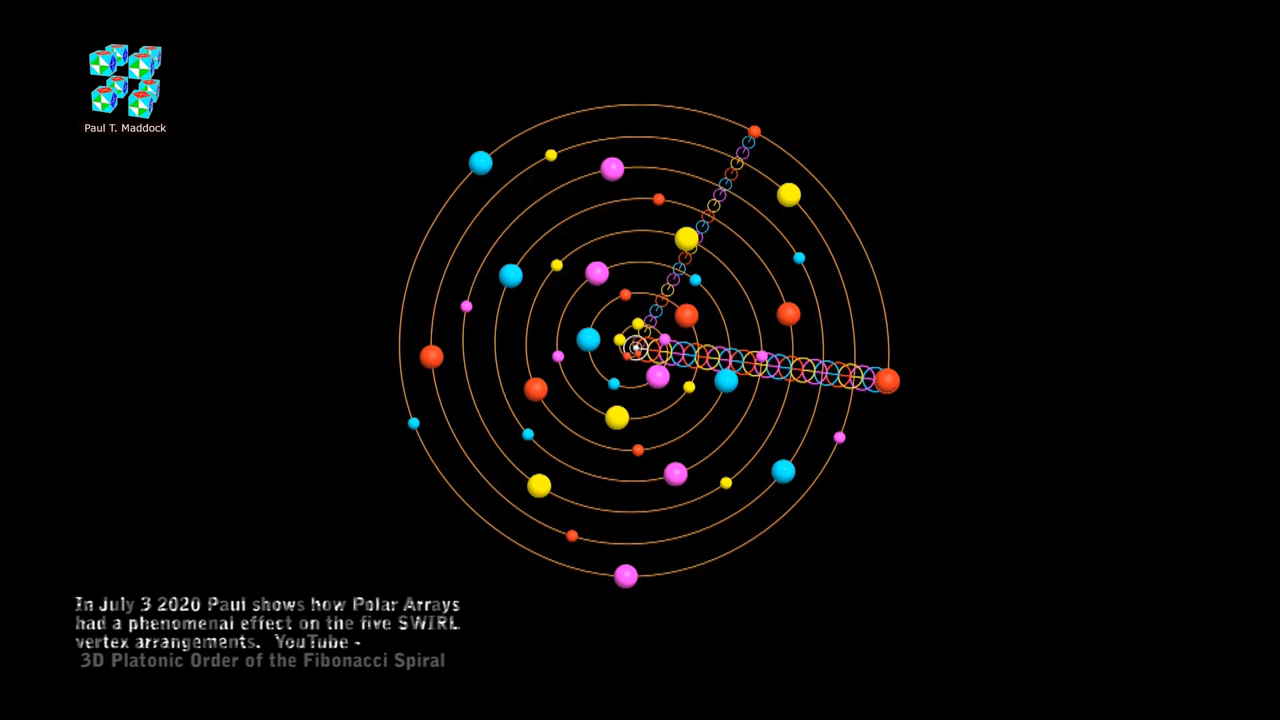 Paul T. Maddock
In July 3 2020 Paul shows how Polar Arrays
had a phenomenal effect on the five SWIRL
vertex arrangements.  YouTube -
3D Platonic Order of the Fibonacci Spiral